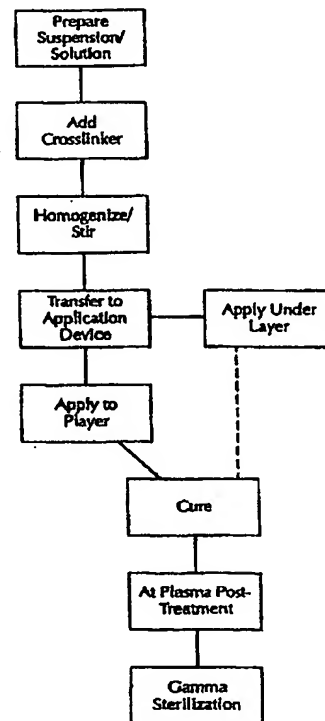 Prepare
Suspension/
Solution
Add
Crosslinker
Homogenize/
Stir
Transfer to
Application
Device
Apply Under
Layer
Apply to
Player
Cure
At Plasma Post-
Treatment
Gamma
Sterilization